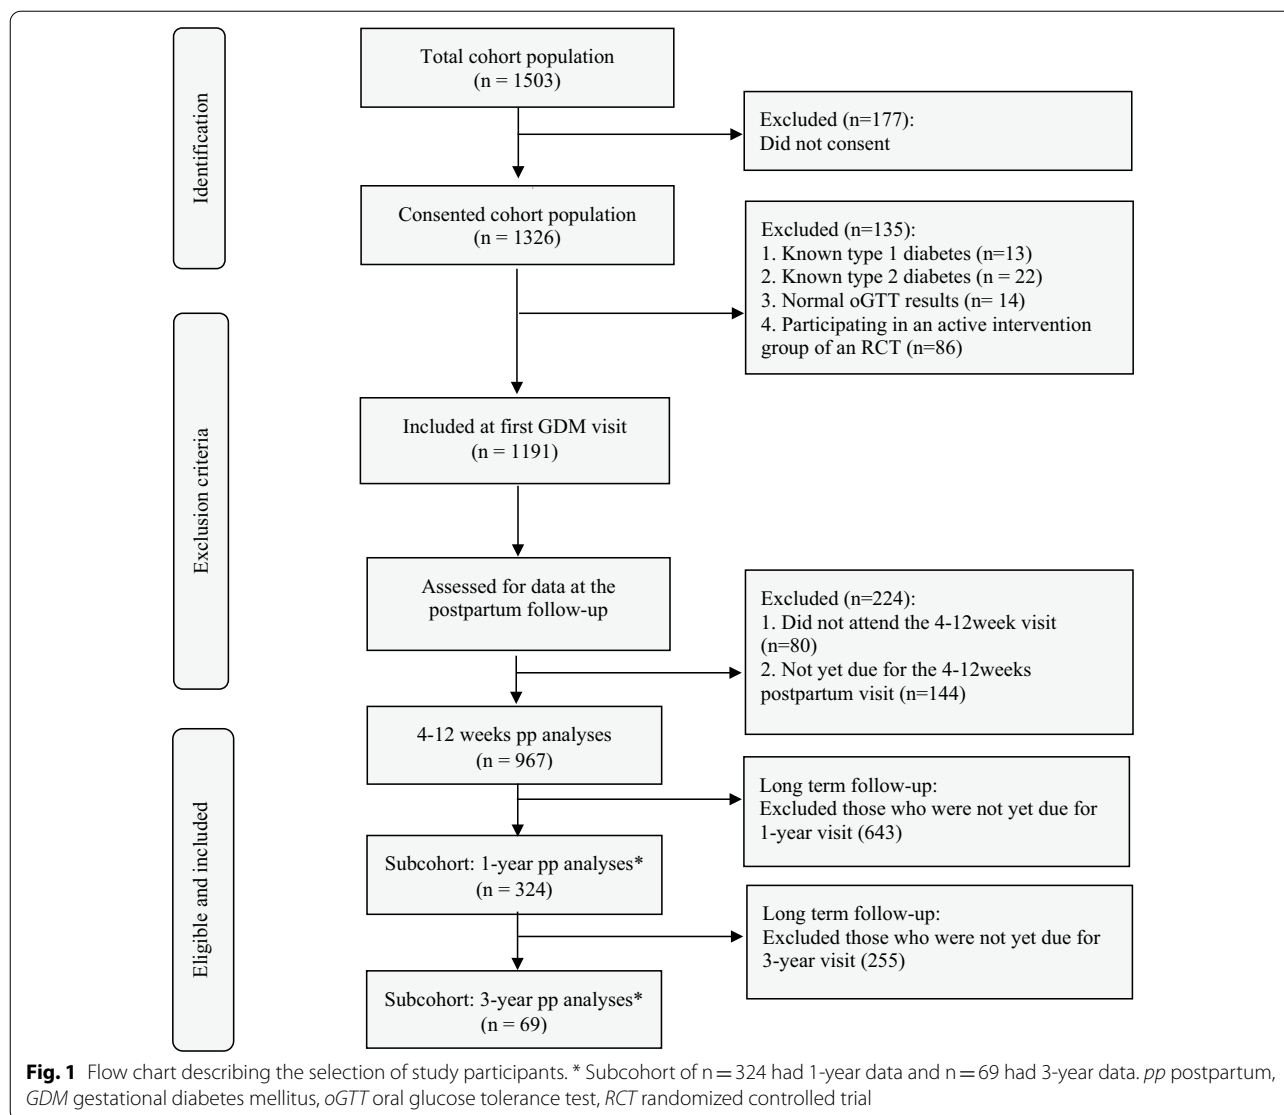 Identification
Total cohort population
(n = 1503)
Excluded (n=177):
Did not consent
Consented cohort population
(n = 1326)
Excluded (n=135):
1. Known type 1 diabetes (n=13)
2. Known type 2 diabetes (n = 22)
3. Normal oGTT results (n= 14)
4. Participating in an active intervention
group of an RCT (n=86)
Exclusion criteria
Included at first GDM visit
(n = 1191)
Assessed for data at the
postpartum follow-up
Excluded (n=224):
1. Did not attend the 4-12week visit
(n=80)
2. Not yet due for the 4-12weeks
postpartum visit (n=144)
Eligible and included
4-12 weeks pp analyses
(n = 967)
Long term follow-up:
Excluded those who were not yet due for
1-year visit (643)
Subcohort: 1-year pp analyses*
(n = 324)
Long term follow-up:
Excluded those who were not yet due for
3-year visit (255)
Subcohort: 3-year pp analyses*
(n = 69)
Fig. 1 Flow chart describing the selection of study participants. * Subcohort of n = 324 had 1-year data and n = 69 had 3-year data. pp postpartum,
GDM gestational diabetes mellitus, oGTT oral glucose tolerance test, RCT randomized controlled trial